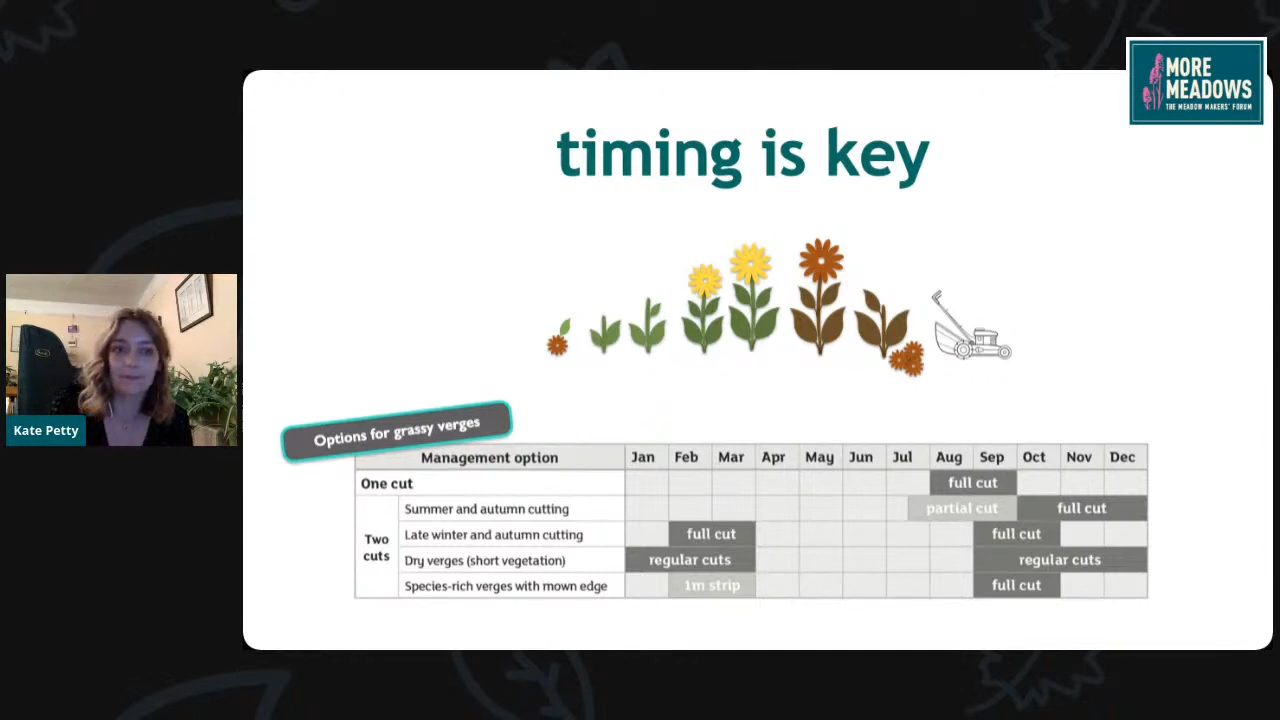 MORE
MEADOWS
THE MEADOW MAKERS' FORUM
timing is key
Kate Petty
Options for grassy verges
Management option Jan Feb Mar Apr May Jun Jul Aug Sep Oct Nov Dec
One cut full cut
Two cuts
Summer and autumn cutting partial cut full cut
Late winter and autumn cutting full cut full cut
Dry verges (short vegetation) regular cuts regular cuts
Species-rich verges with mown edge 1m strip full cut